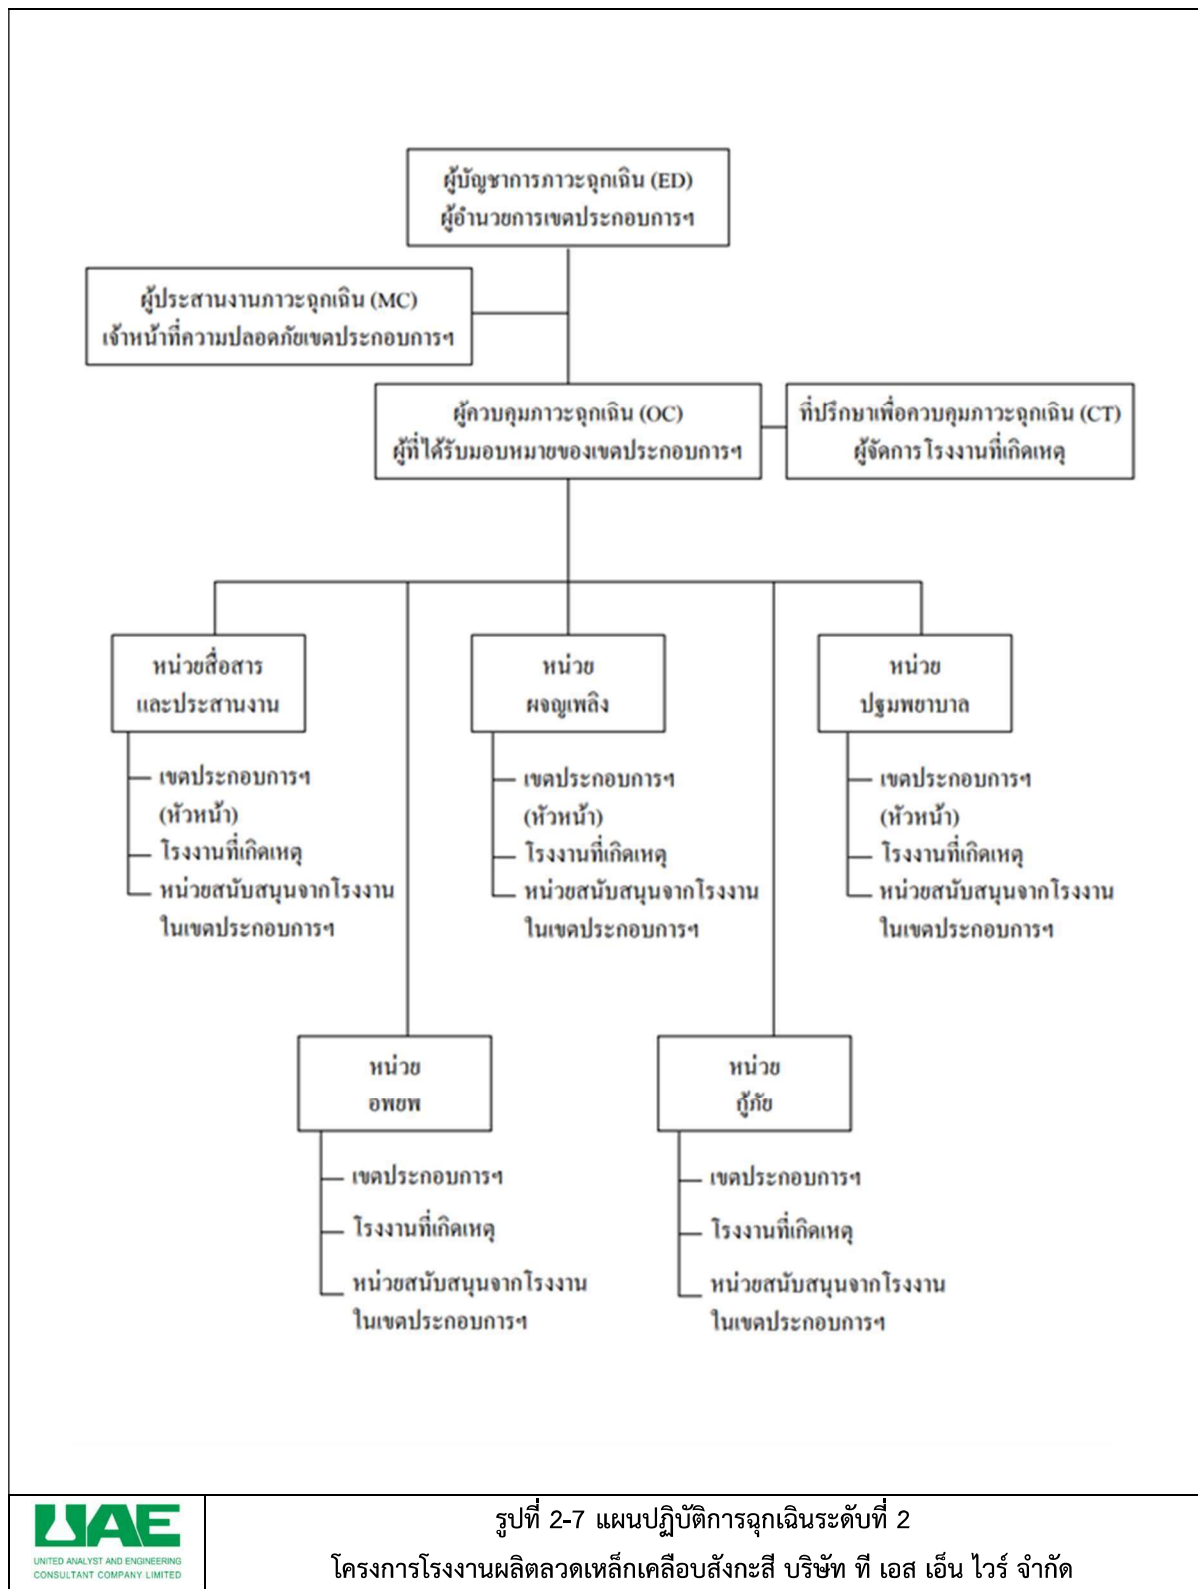 ผู้บัญชาการภาวะฉุกเฉิน (ED)
ผู้อำนวยการเขตประกอบการฯ
ผู้ประสานงานภาวะฉุกเฉิน (MC)
เจ้าหน้าที่ความปลอดภัยเขตประกอบการฯ
ผู้ควบคุมภาวะฉุกเฉิน (OC)
ผู้ที่ได้รับมอบหมายของเขตประกอบการฯ
ที่ปรึกษาเพื่อควบคุมภาวะฉุกเฉิน (CT)
ผู้จัดการโรงงานที่เกิดเหตุ
หน่วยสื่อสาร
และประสานงาน
เขตประกอบการฯ
(หัวหน้า)
โรงงานที่เกิดเหตุ
หน่วยสนับสนุนจากโรงงาน
ในเขตประกอบการฯ
หน่วย
ผจญเพลิง
เขตประกอบการฯ
(หัวหน้า)
โรงงานที่เกิดเหตุ
หน่วยสนับสนุนจากโรงงาน
ในเขตประกอบการฯ
หน่วย
ปฐมพยาบาล
เขตประกอบการฯ
(หัวหน้า)
โรงงานที่เกิดเหตุ
หน่วยสนับสนุนจากโรงงาน
ในเขตประกอบการฯ
หน่วย
อพยพ
เขตประกอบการฯ
โรงงานที่เกิดเหตุ
หน่วยสนับสนุนจากโรงงาน
ในเขตประกอบการฯ
หน่วย
กู้ภัย
เขตประกอบการฯ
โรงงานที่เกิดเหตุ
หน่วยสนับสนุนจากโรงงาน
ในเขตประกอบการฯ
UAE
UNITED ANALYST AND ENGINEERING
CONSULTANT COMPANY LIMITED
รูปที่ 2-7 แผนปฏิบัติการฉุกเฉินระดับที่ 2
โครงการโรงงานผลิตลวดเหล็กเคลือบสังกะสี บริษัท ที เอส เอ็น ไวร์ จำกัด